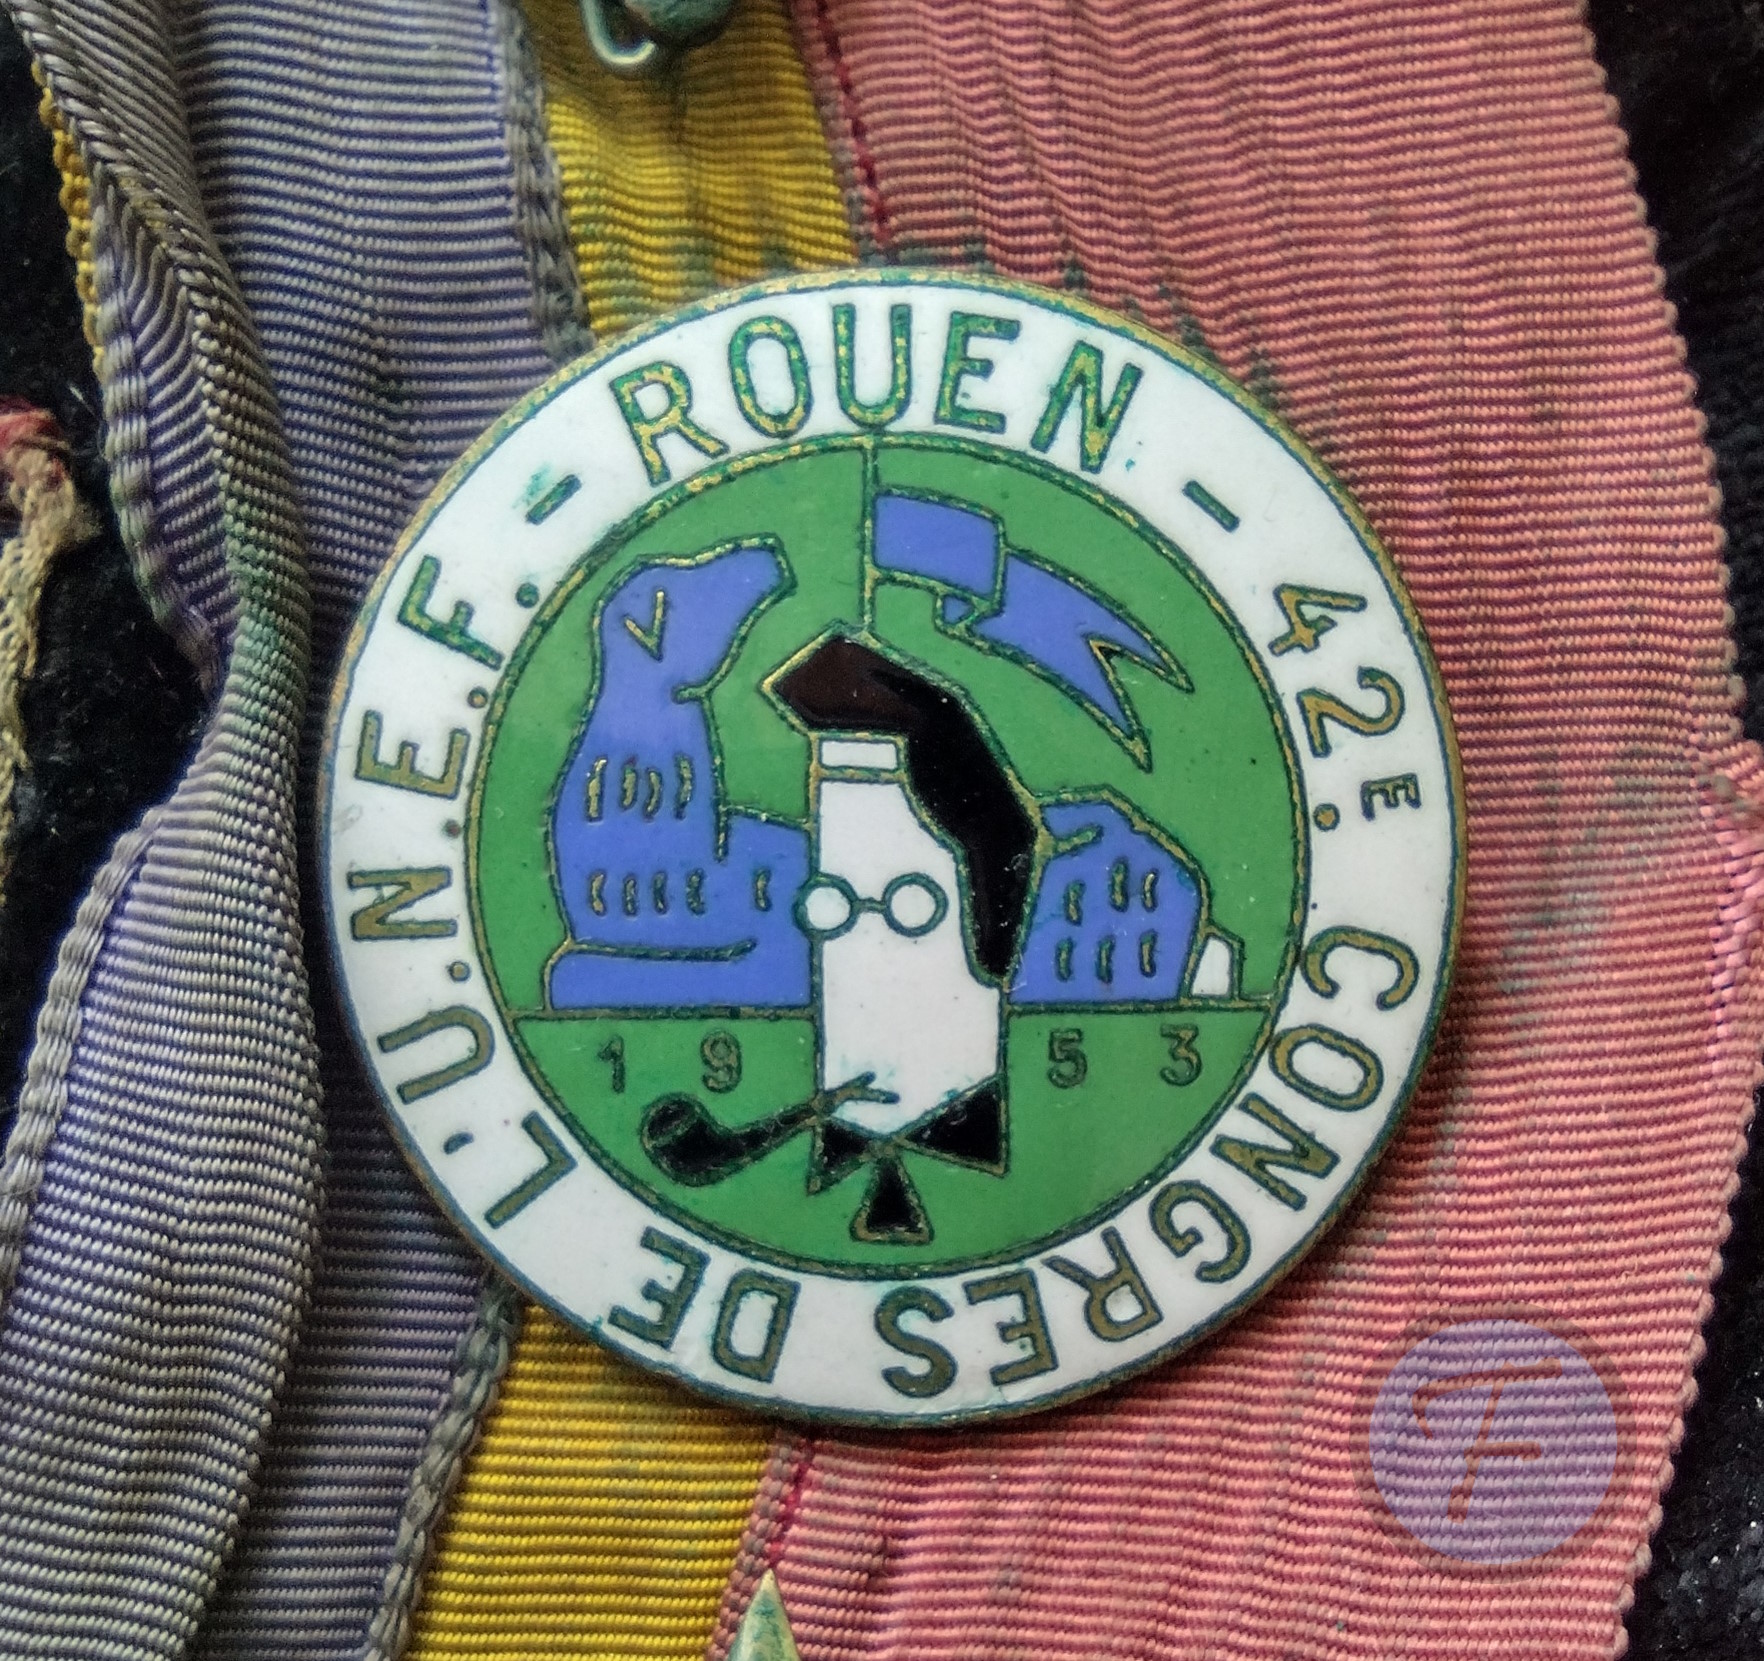 - ROUEN - 42E. CONGRES DE L'U.N.E.F.
1953
F